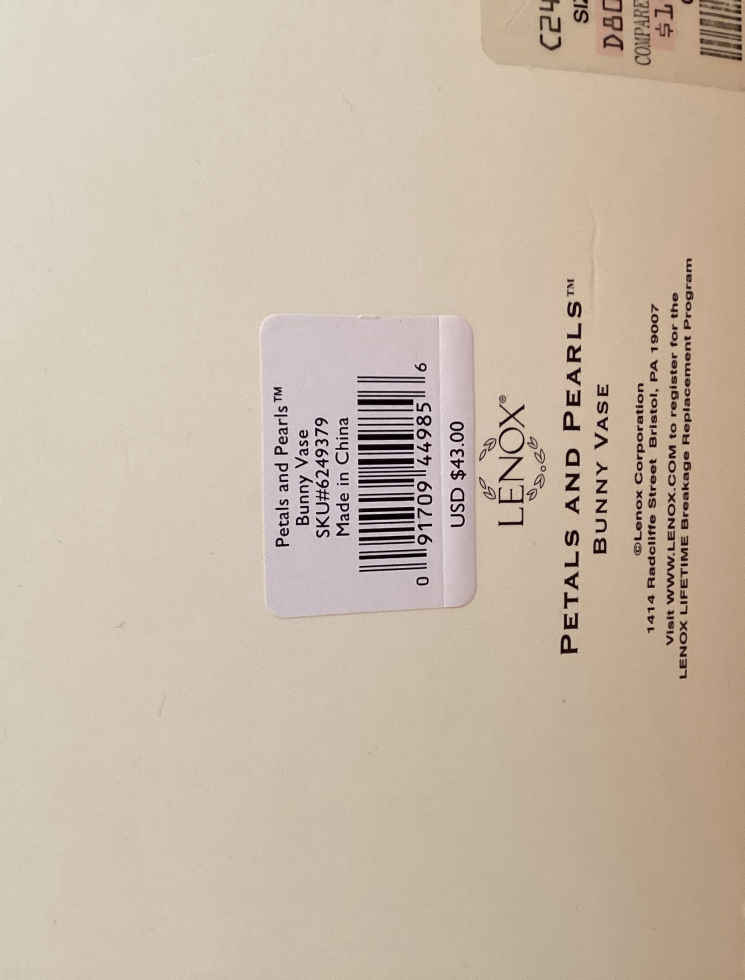 Petals and Pearls™
Bunny Vase
SKU#6249379
Made in China
0 91709 44985 6
USD $43.00
LENOX®
PETALS AND PEARLS™
BUNNY VASE
©Lenox Corporation
1414 Radcliffe Street Bristol, PA 19007
Visit WWW.LENOX.COM to register for the
LENOX LIFETIME Breakage Replacement Program
COMPARE